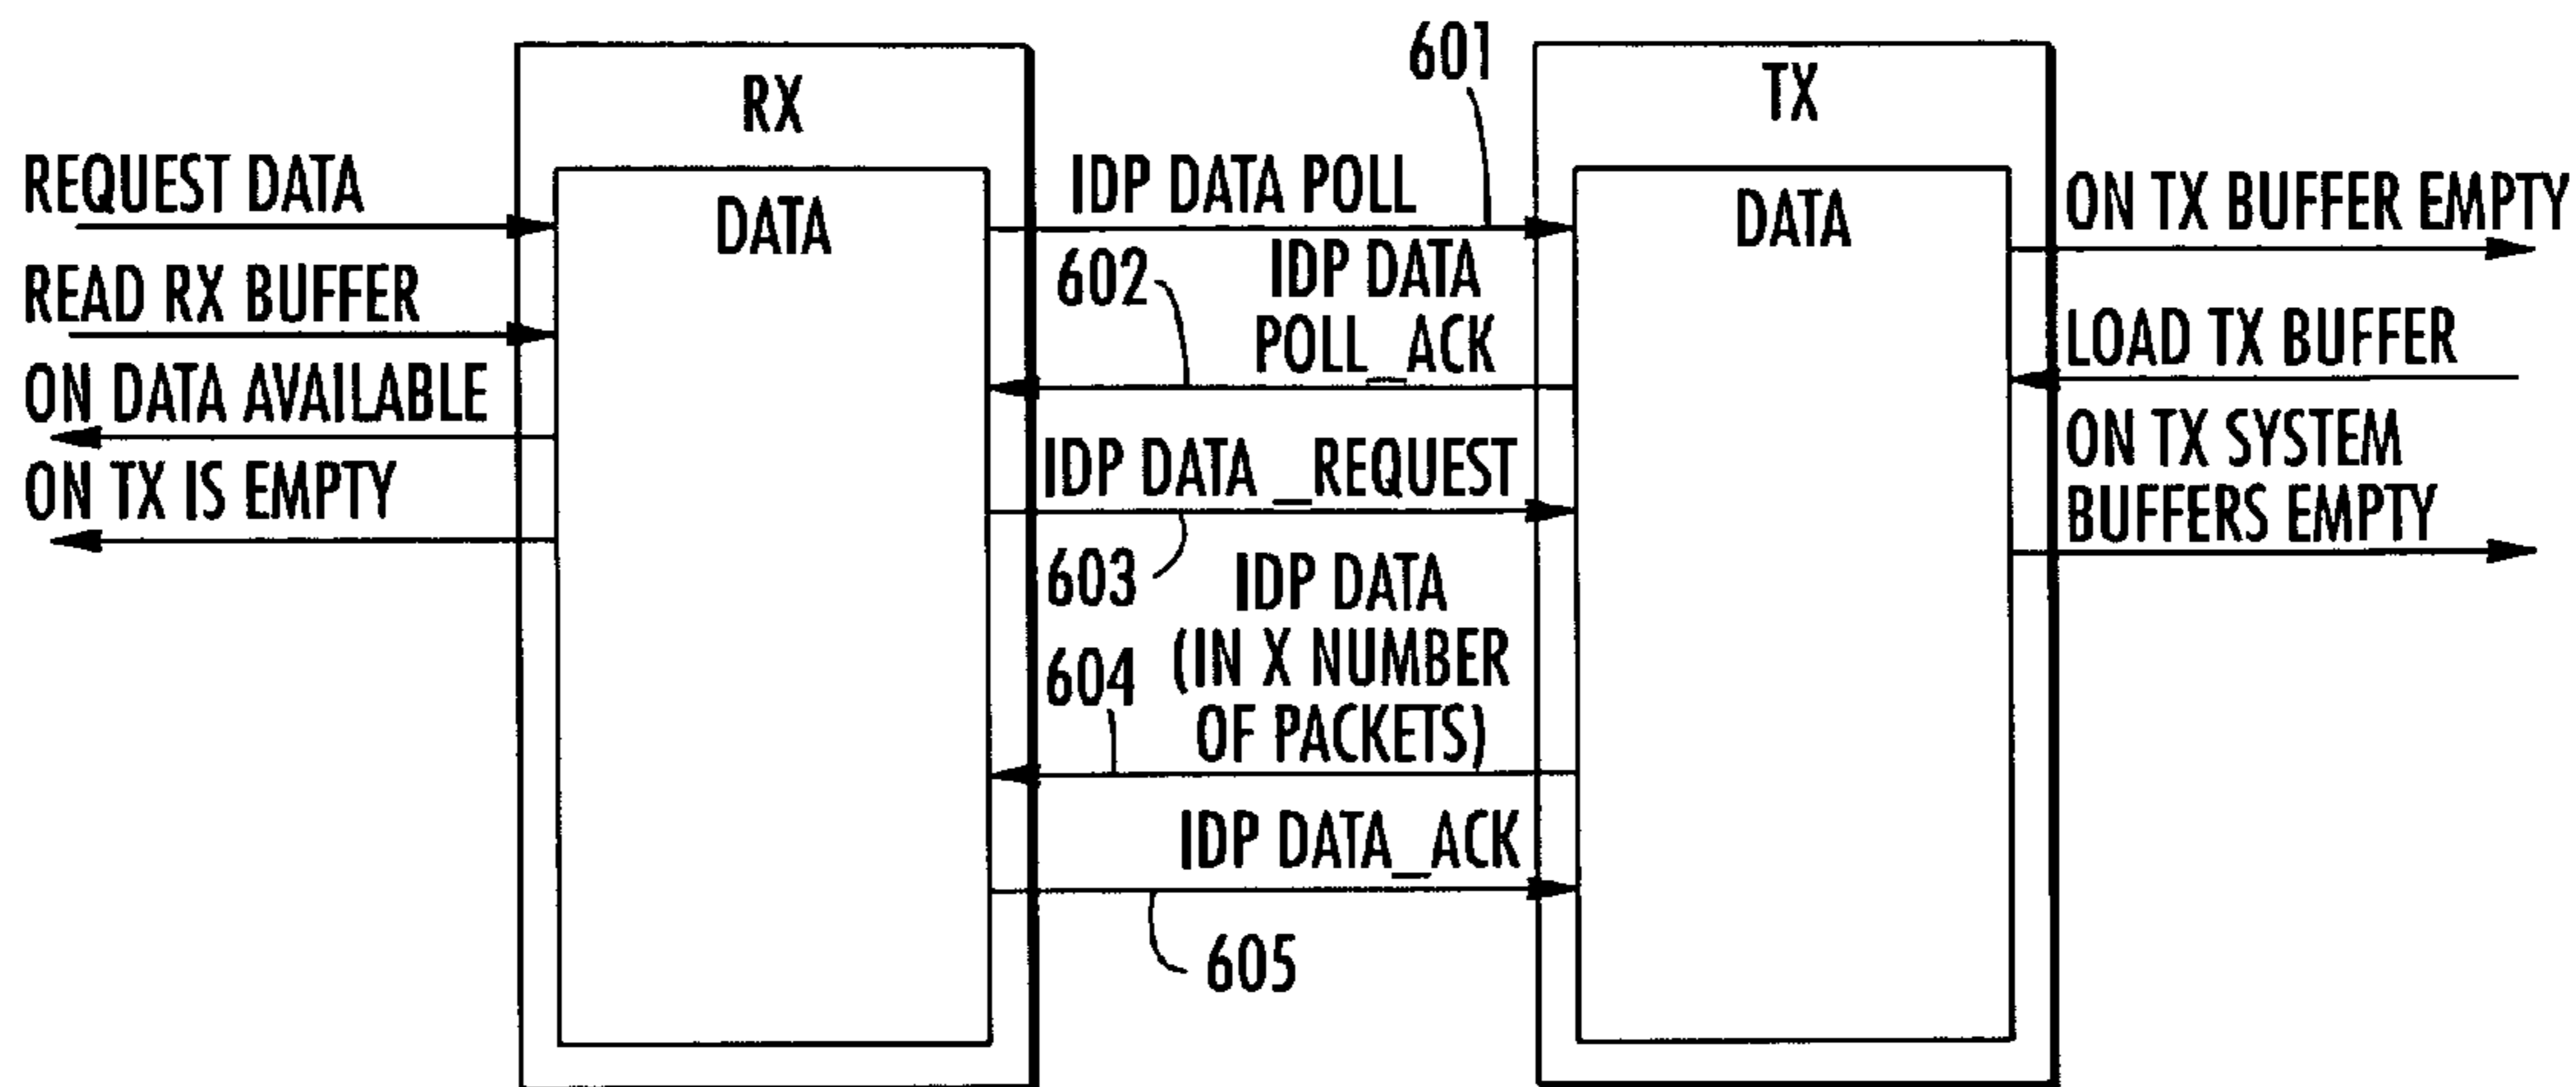 RX
REQUEST DATA
READ RX BUFFER
ON DATA AVAILABLE
ON TX IS EMPTY
DATA
601
IDP DATA POLL
602
IDP DATA
POLL_ACK
IDP DATA _REQUEST
603
IDP DATA
(IN X NUMBER
OF PACKETS)
604
IDP DATA_ACK
605
TX
DATA
ON TX BUFFER EMPTY
LOAD TX BUFFER
ON TX SYSTEM
BUFFERS EMPTY